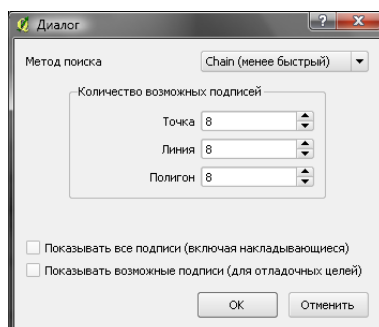 Диалог
Метод поиска
Chain (менее быстрый)
Количество возможных подписей
Точка 8
Линия 8
Полигон 8
Показывать все подписи (включая накладывающиеся)
Показывать возможные подписи (для отладочных целей)
OK Отменить